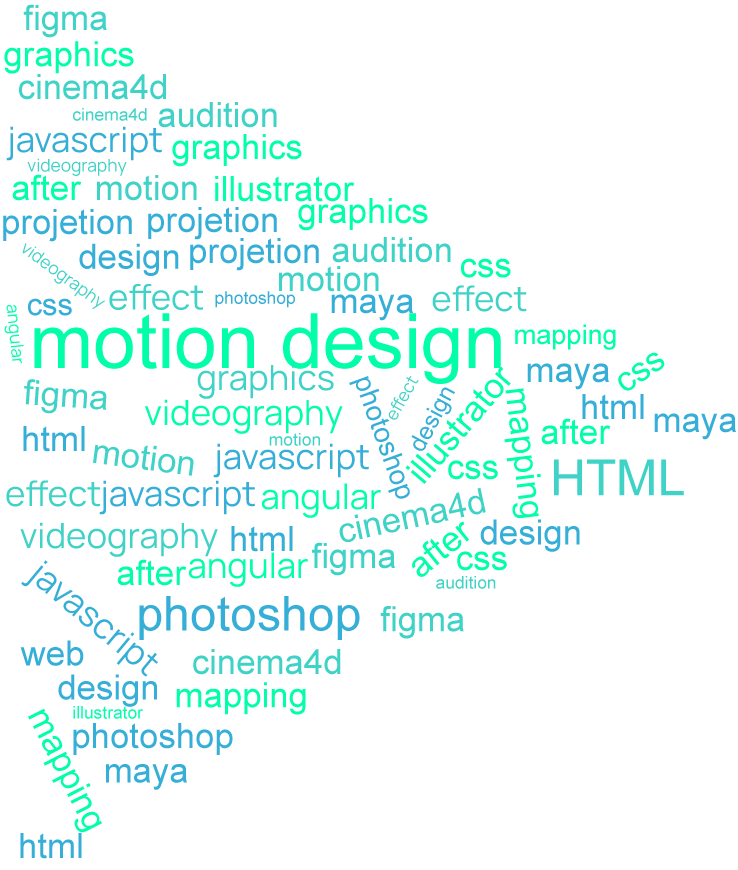 figma
graphics
cinema4d
cinema4d audition
javascript graphics
videography
after motion illustrator
graphics
projetion projetion
design projetion audition
videography motion css
effect photoshop maya effect
css
angular
motion design mapping
graphics maya css
figma photoshop effect design illustrator mapping html
videography maya
html motion after
motion javascript css HTML
effect javascript angular
cinema4d
videography html design
figma after css
after angular
audition
javascript
photoshop figma
web cinema4d
design mapping
illustrator
mapping photoshop
maya
html